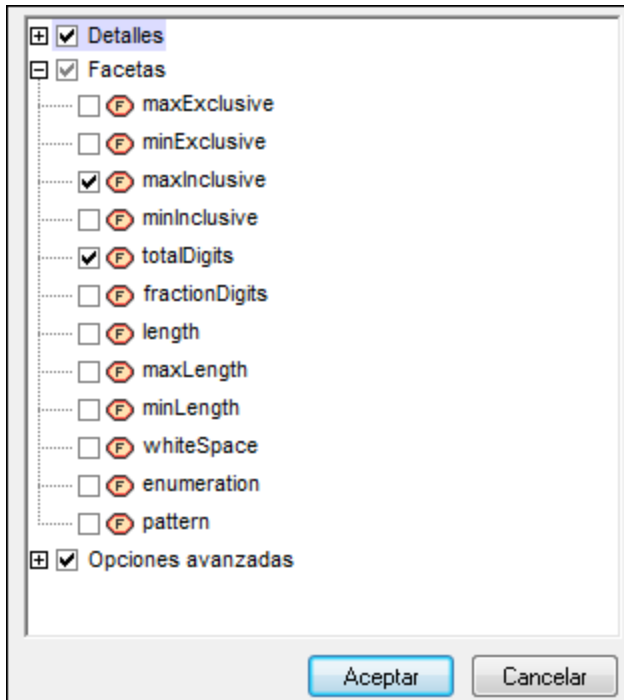 Detalles
Facetas
F maxExclusive
F minExclusive
F maxInclusive
F minInclusive
F totalDigits
F fractionDigits
F length
F maxLength
F minLength
F whiteSpace
F enumeration
F pattern
Opciones avanzadas
Aceptar Cancelar